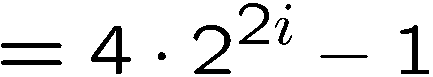 = 4 · 2^{2i} − 1